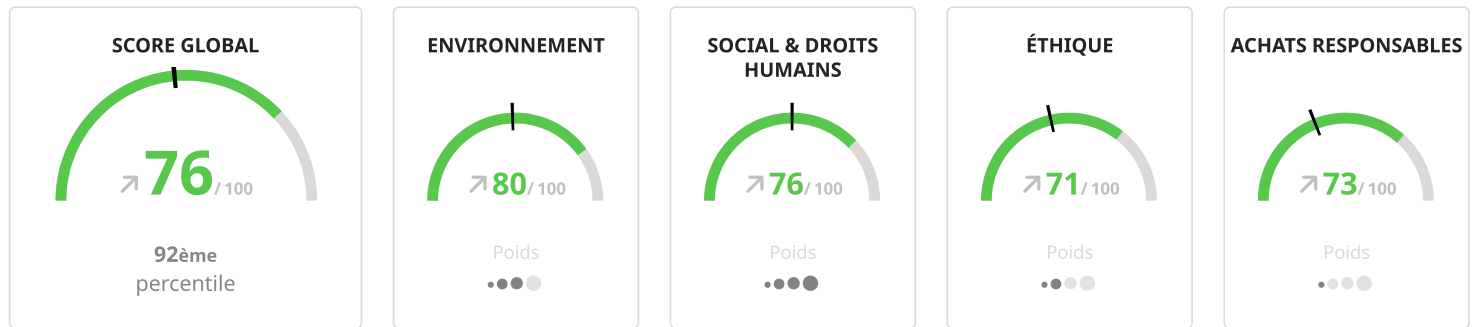 SCORE GLOBAL
76 / 100
92ème
percentile
ENVIRONNEMENT
80 / 100
Poids
SOCIAL & DROITS
HUMAINS
76 / 100
Poids
ÉTHIQUE
71 / 100
Poids
ACHATS RESPONSABLES
73 / 100
Poids